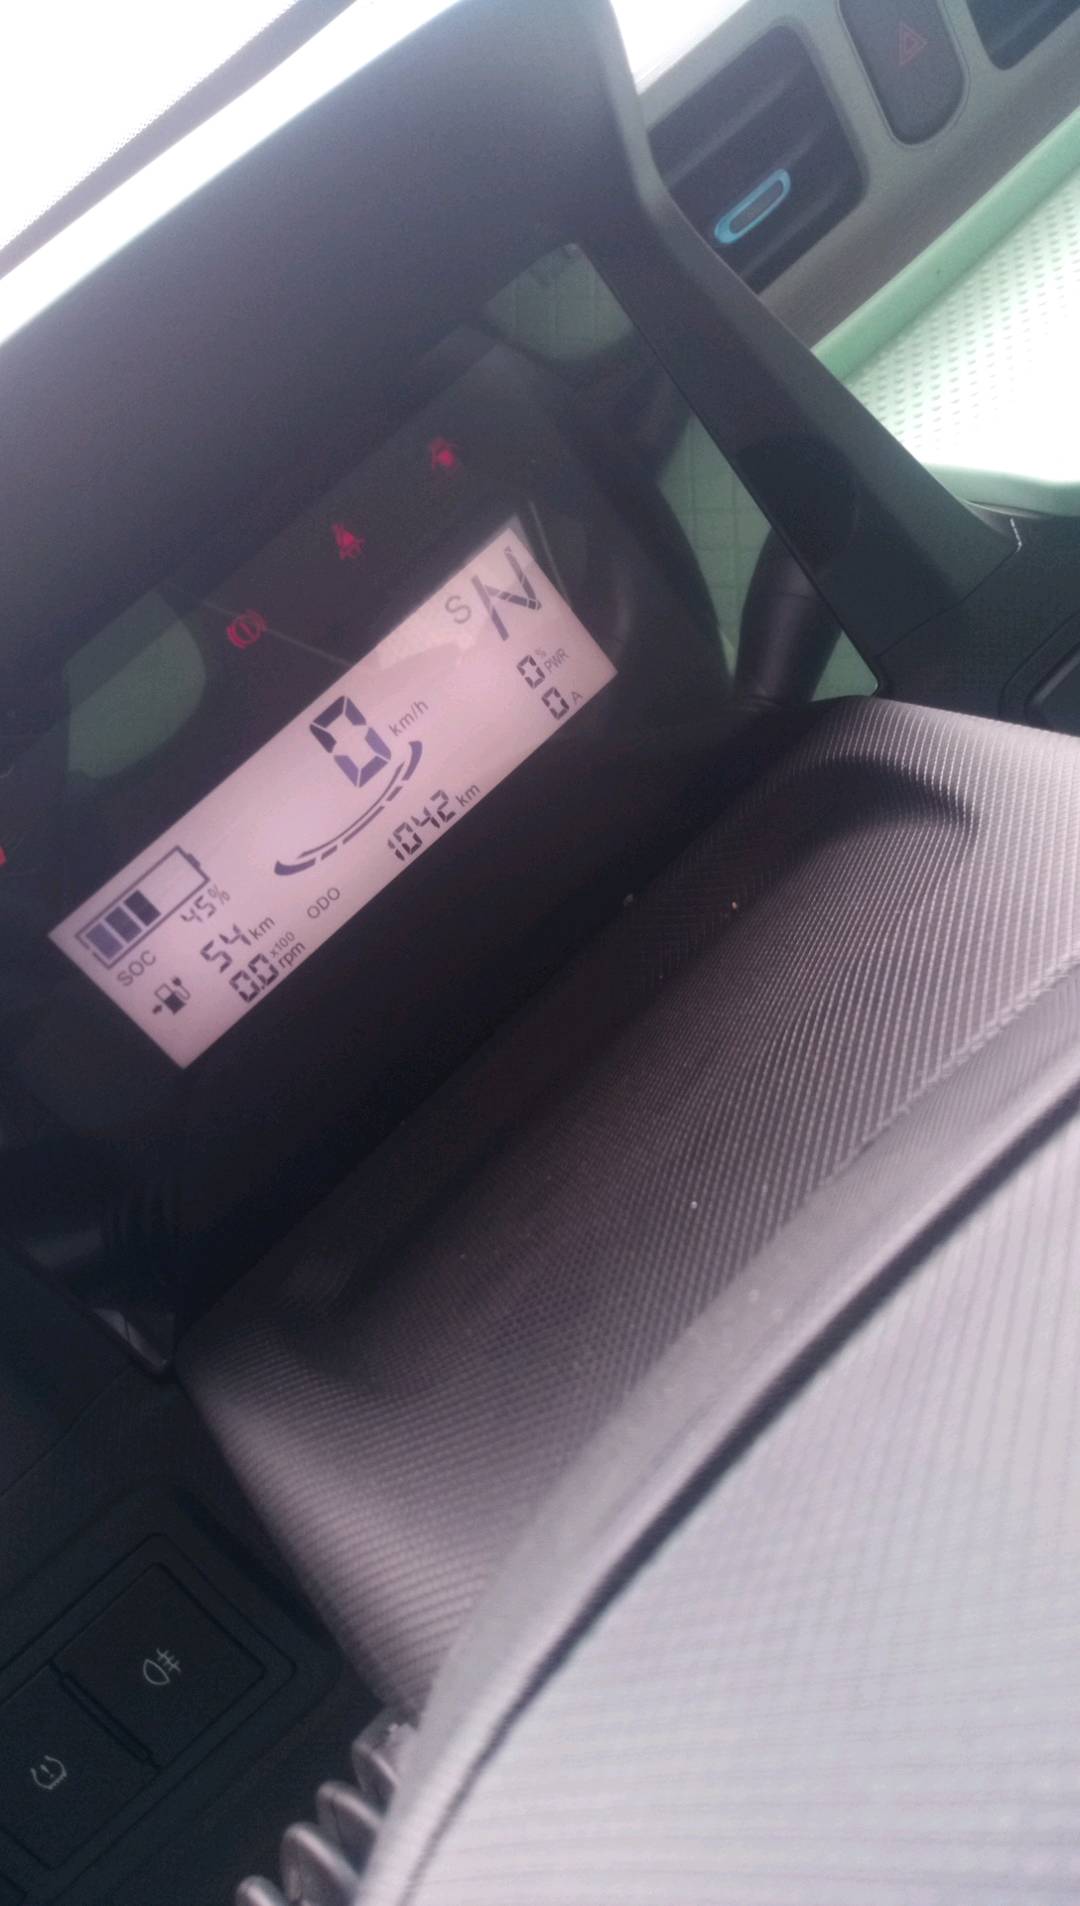 S N
0 km/h
0 % PWR
0 A
SOC 45%
54 km
0.0 x100 rpm
ODO 1042 km